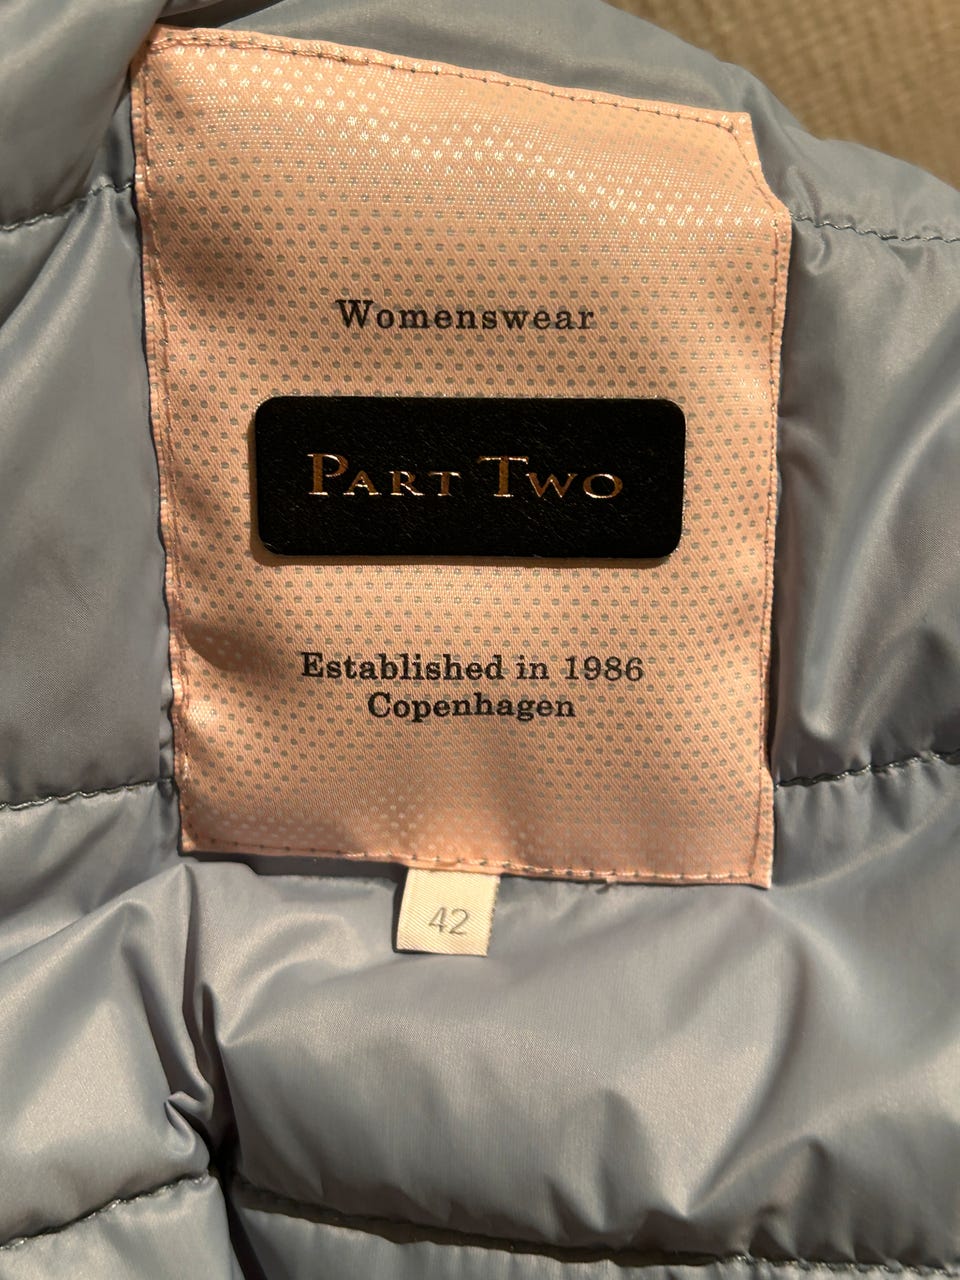 Womenswear
PART TWO
Established in 1986
Copenhagen
42